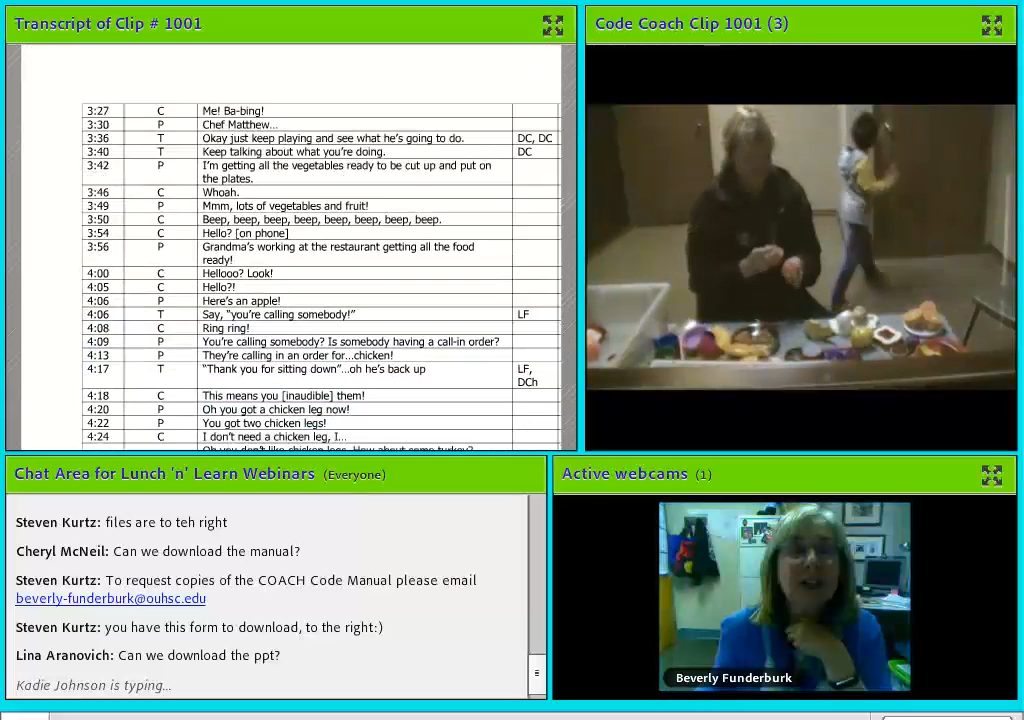 Transcript of Clip # 1001
3:27 C Me! Ba-bing!
3:30 P Chef Matthew...
3:36 T Okay just keep playing and see what he's going to do. DC, DC
3:40 T Keep talking about what you're doing. DC
3:42 P I'm getting all the vegetables ready to be cut up and put on
the plates.
3:46 C Whoah.
3:49 P Mmm, lots of vegetables and fruit!
3:50 C Beep, beep, beep, beep, beep, beep, beep, beep.
3:54 C Hello? [on phone]
3:56 P Grandma's working at the restaurant getting all the food
ready!
4:00 C Hellooo? Look!
4:05 C Hello?!
4:06 P Here's an apple!
4:06 T Say, "you're calling somebody!" LF
4:08 C Ring ring!
4:09 P You're calling somebody? Is somebody having a call-in order?
4:13 P They're calling in an order for...chicken!
4:17 T "Thank you for sitting down"...oh he's back up LF,
DCh
4:18 C This means you [inaudible] them!
4:20 P Oh you got a chicken leg now!
4:22 P You got two chicken legs!
4:24 C I don't need a chicken leg, I...
Oh you don't like chicken legs. How about some turkey?
Code Coach Clip 1001 (3)
Chat Area for Lunch 'n' Learn Webinars (Everyone)
Steven Kurtz: files are to teh right
Cheryl McNeil: Can we download the manual?
Steven Kurtz: To request copies of the COACH Code Manual please email
beverly-funderburk@ouhsc.edu
Steven Kurtz: you have this form to download, to the right:)
Lina Aranovich: Can we download the ppt?
Kadie Johnson is typing...
Active webcams (1)
Beverly Funderburk